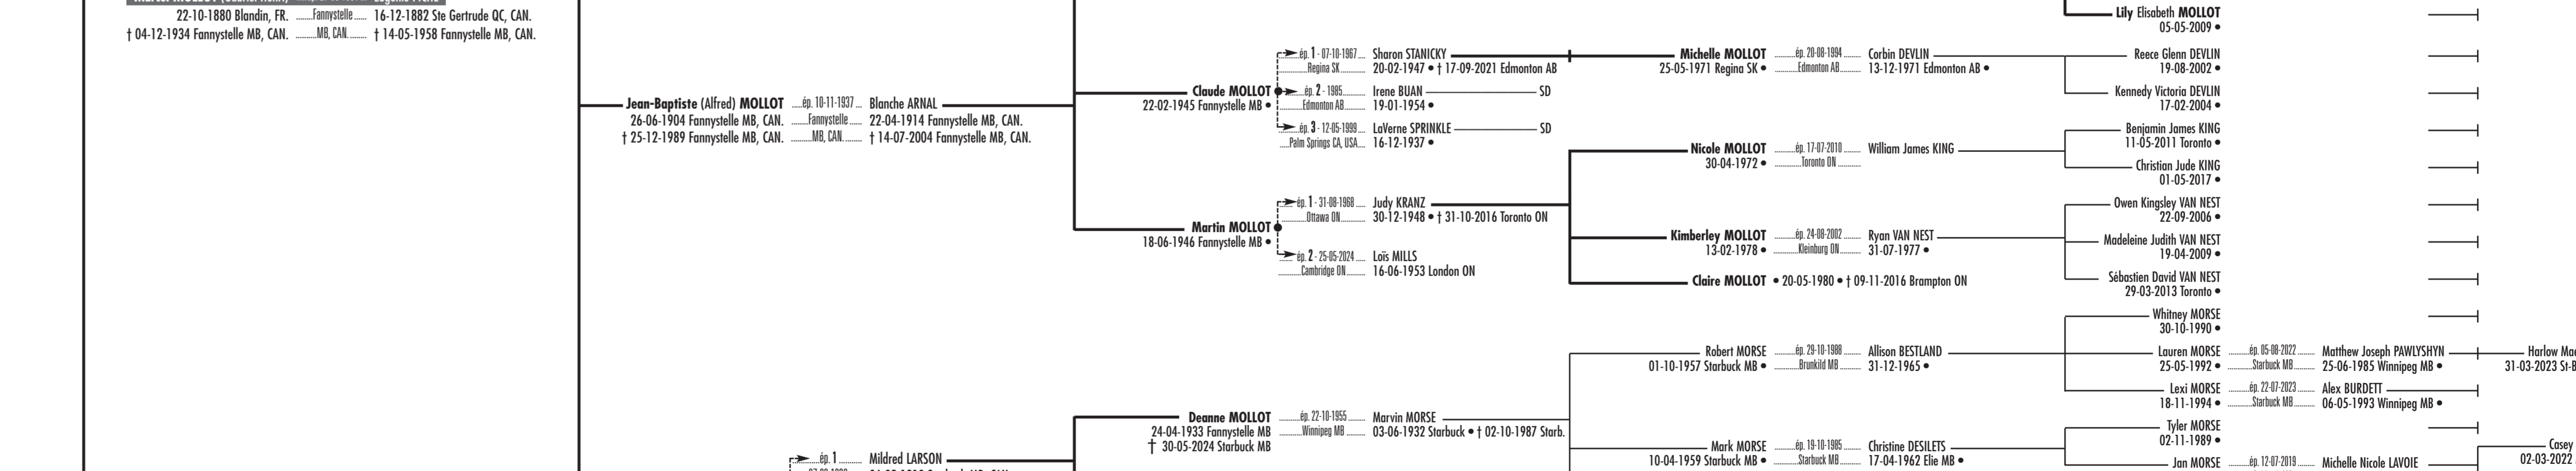 22-10-1880 Blandin, FR. ........Fannystelle...... 16-12-1882 Ste Gertrude QC, CAN.
† 04-12-1934 Fannystelle MB, CAN. ..........MB, CAN.......... † 14-05-1958 Fannystelle MB, CAN.
Jean-Baptiste (Alfred) MOLLOT .....ép. 10-11-1937 ... Blanche ARNAL
26-06-1904 Fannystelle MB, CAN. ........Fannystelle...... 22-04-1914 Fannystelle MB, CAN.
† 25-12-1989 Fannystelle MB, CAN. ..........MB, CAN.......... † 14-07-2004 Fannystelle MB, CAN.
ép. 1 ........... Mildred LARSON
Claude MOLLOT
22-02-1945 Fannystelle MB •
ép. 1 - 07-10-1967.... Sharon STANICKY
Regina SK............ 20-02-1947 • † 17-09-2021 Edmonton AB
ép. 2 - 1985........ Irene BUAN SD
Edmonton AB.......... 19-01-1954 •
ép. 3 - 12-05-1999.... LaVerne SPRINKLE SD
....Palm Springs CA, USA.... 16-12-1937 •
Martin MOLLOT
18-06-1946 Fannystelle MB •
ép. 1 - 31-08-1968 .... Judy KRANZ
Ottawa ON............ 30-12-1948 • † 31-10-2016 Toronto ON
ép. 2 - 25-05-2024 .... Loïs MILLS
Cambridge ON......... 16-06-1953 London ON
Deanne MOLLOT ........ép. 22-10-1955........ Marvin MORSE
24-04-1933 Fannystelle MB ........Winnipeg MB........ 03-06-1932 Starbuck • † 02-10-1987 Starb.
† 30-05-2024 Starbuck MB
Michelle MOLLOT ........ép. 20-08-1994........ Corbin DEVLIN
25-05-1971 Regina SK • ........Edmonton AB........ 13-12-1971 Edmonton AB •
Nicole MOLLOT ........ép. 17-07-2010........ William James KING
30-04-1972 • ..........Toronto ON..........
Kimberley MOLLOT ........ép. 24-08-2002........ Ryan VAN NEST
13-02-1978 • ........Kleinburg ON........ 31-07-1977 •
Claire MOLLOT • 20-05-1980 • † 09-11-2016 Brampton ON
Robert MORSE ........ép. 29-10-1988........ Allison BESTLAND
01-10-1957 Starbuck MB • ........Brunkild MB........ 31-12-1965 •
Mark MORSE ........ép. 19-10-1985........ Christine DESILETS
10-04-1959 Starbuck MB • ........Starbuck MB........ 17-04-1962 Elie MB •
Lily Elisabeth MOLLOT
05-05-2009 •
Reece Glenn DEVLIN
19-08-2002 •
Kennedy Victoria DEVLIN
17-02-2004 •
Benjamin James KING
11-05-2011 Toronto •
Christian Jude KING
01-05-2017 •
Owen Kingsley VAN NEST
22-09-2006 •
Madeleine Judith VAN NEST
19-04-2009 •
Sébastien David VAN NEST
29-03-2013 Toronto •
Whitney MORSE
30-10-1990 •
Lauren MORSE ........ép. 05-08-2022........ Matthew Joseph PAWLYSHYN
25-05-1992 • ........Starbuck MB........ 25-06-1985 Winnipeg MB •
Lexi MORSE ........ép. 22-07-2023........ Alex BURDETT
18-11-1994 • ........Starbuck MB........ 06-05-1993 Winnipeg MB •
Tyler MORSE
02-11-1989 •
Jan MORSE ........ép. 12-07-2019........ Michelle Nicole LAVOIE
Harlow
31-03-2023
Casey
02-03-2022